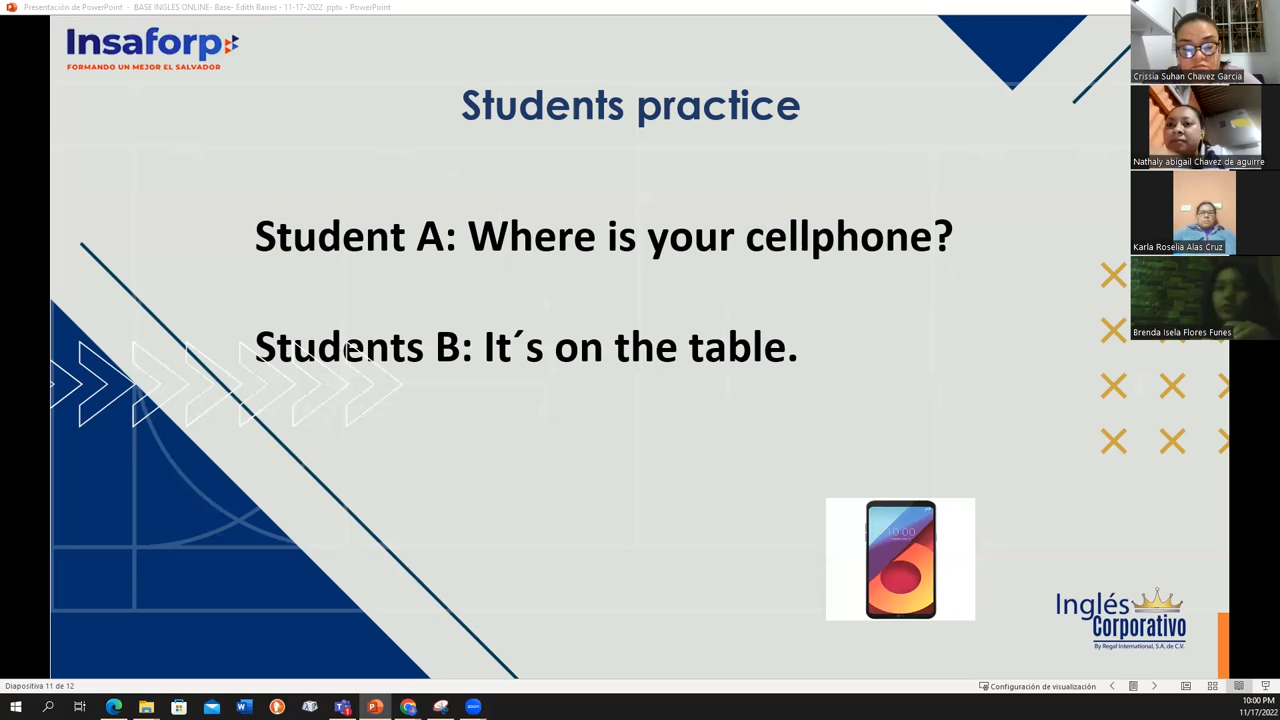 Presentación de PowerPoint - BASE INGLES ONLINE- Base- Edith Baires - 11-17-2022 .pptx - PowerPoint
Insaforp
FORMANDO UN MEJOR EL SALVADOR
Students practice
Student A: Where is your cellphone?
Students B: It´s on the table.
10:00
Inglés
Corporativo
By Regal International, S.A. de C.V.
Crissia Suhan Chavez Garcia
Nathaly abigail Chavez de aguirre
Karla Roselia Alas Cruz
Brenda Isela Flores Funes
Diapositiva 11 de 12
Configuración de visualización
10:00 PM
11/17/2022